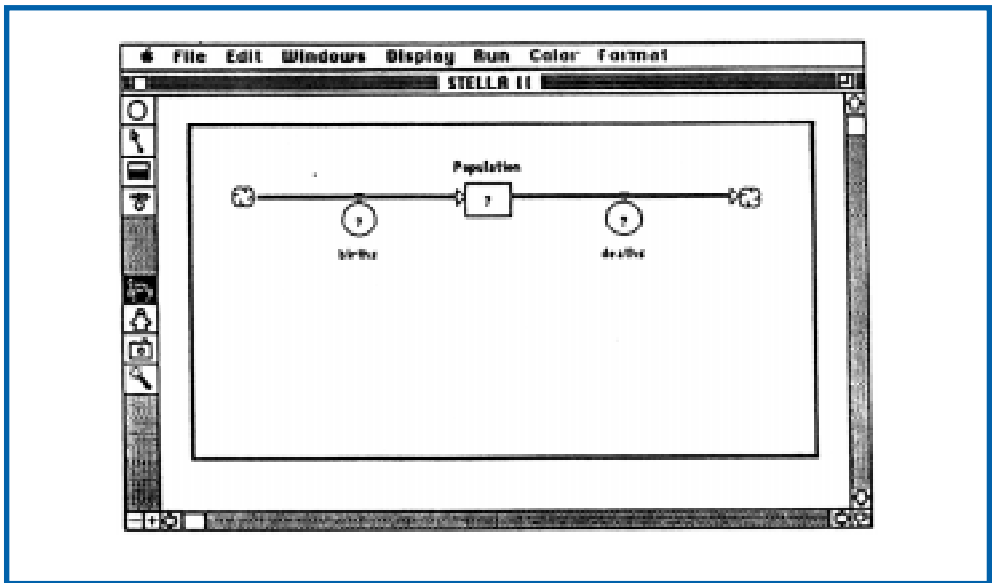 File Edit Windows Display Run Color Format
STELLA II
Population
?
? ?
births deaths